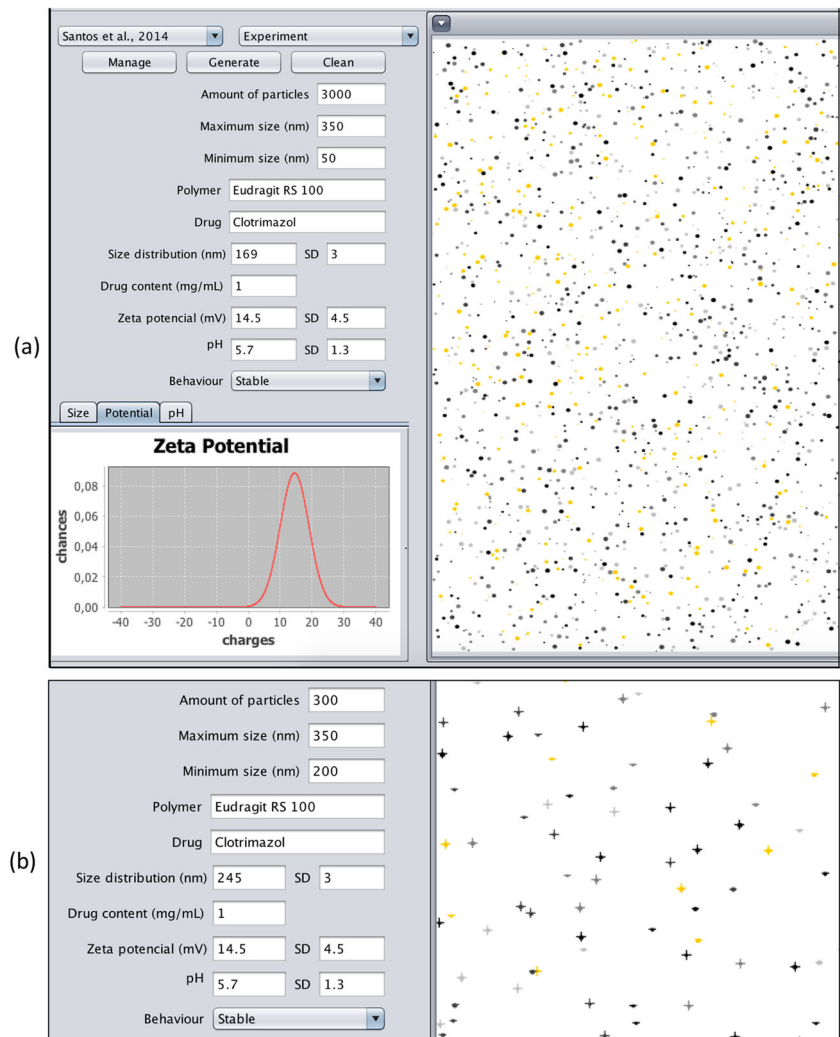 Santos et al., 2014 Experiment
Manage Generate Clean
Amount of particles 3000
Maximum size (nm) 350
Minimum size (nm) 50
Polymer Eudragit RS 100
Drug Clotrimazol
Size distribution (nm) 169 SD 3
Drug content (mg/mL) 1
Zeta potencial (mV) 14.5 SD 4.5
(a)
pH 5.7 SD 1.3
Behaviour Stable
Size Potential pH
Zeta Potential
0,08
0,06
0,04
0,02
0,00
chances
-40 -30 -20 -10 0 10 20 30 40
charges
Amount of particles 300
Maximum size (nm) 350
Minimum size (nm) 200
Polymer Eudragit RS 100
Drug Clotrimazol
(b)
Size distribution (nm) 245 SD 3
Drug content (mg/mL) 1
Zeta potencial (mV) 14.5 SD 4.5
pH 5.7 SD 1.3
Behaviour Stable